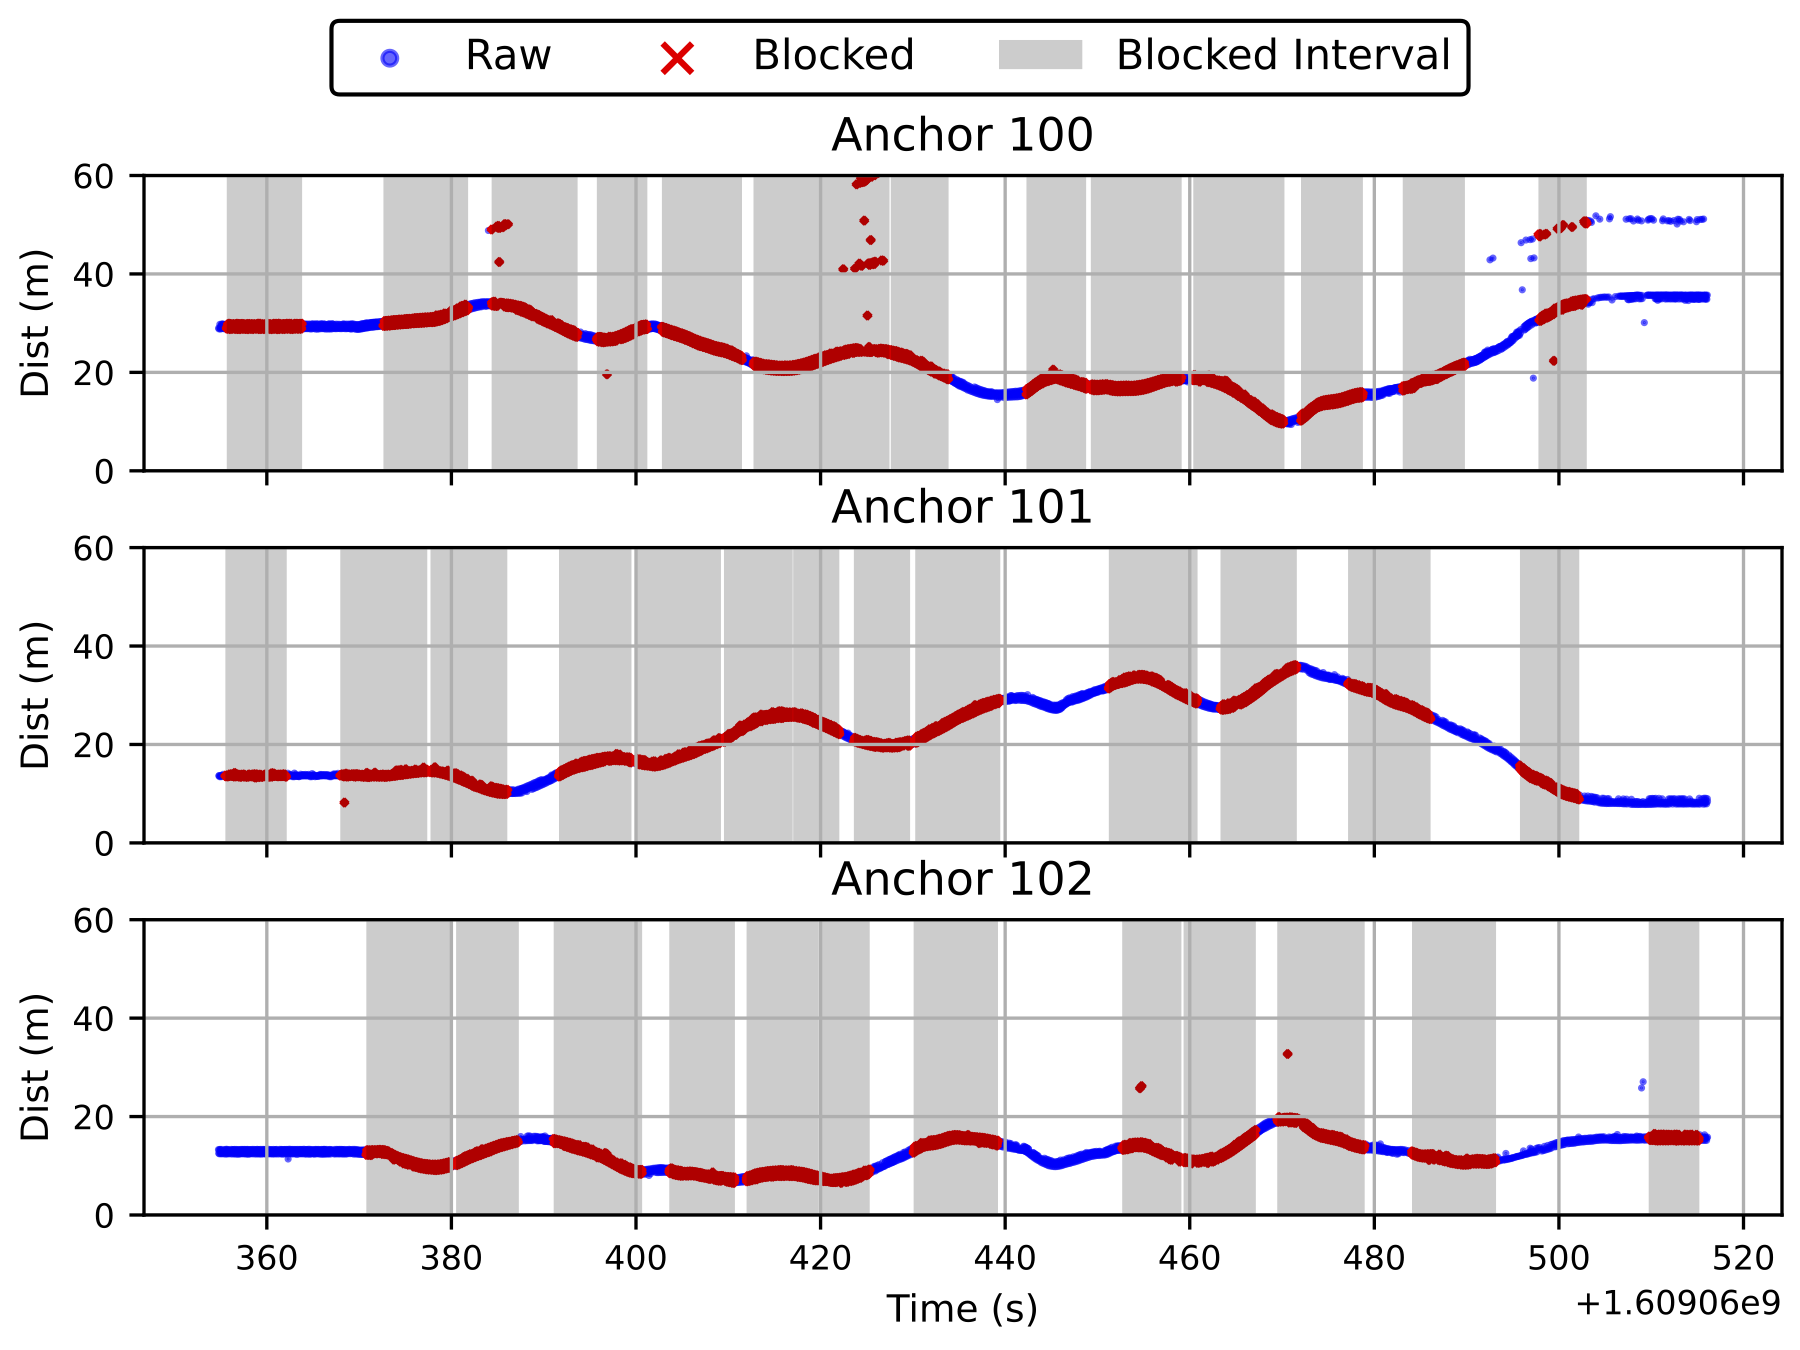 Raw Blocked Blocked Interval
Anchor 100
60
40
20
0
Dist (m)
Anchor 101
60
40
20
0
Dist (m)
Anchor 102
60
40
20
0
Dist (m)
360 380 400 420 440 460 480 500 520
Time (s)
+1.60906e9